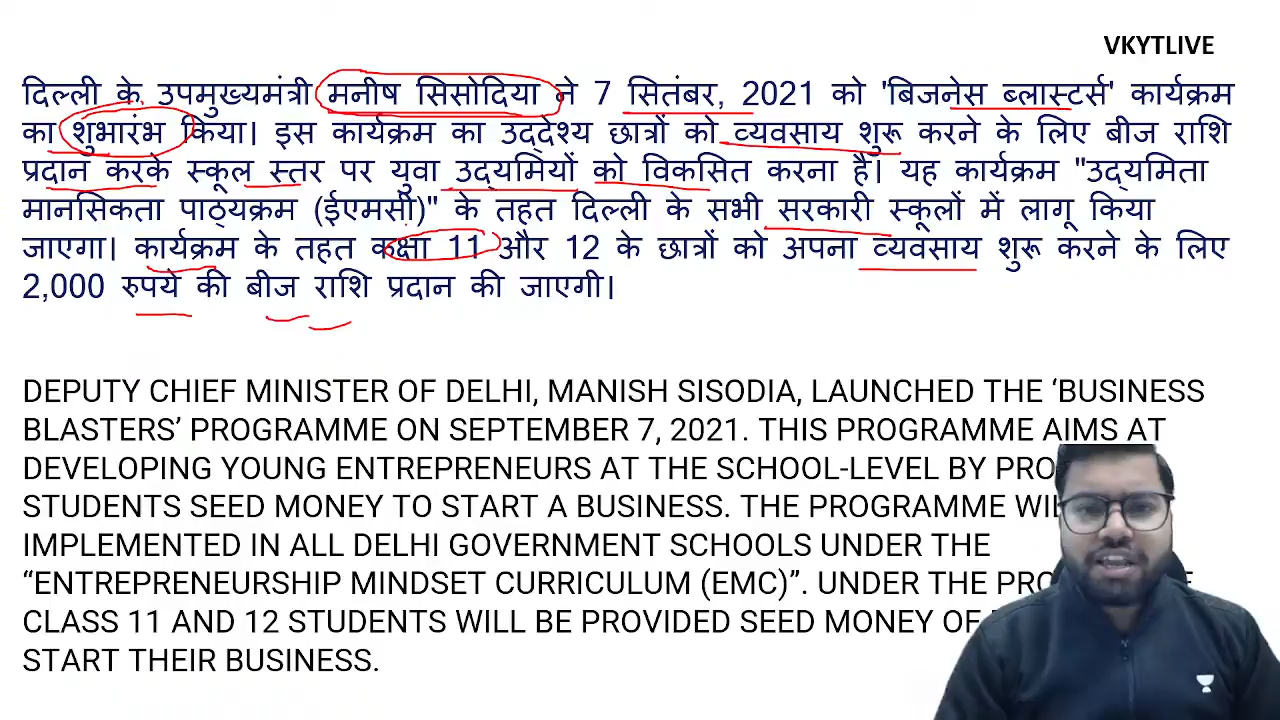 VKYTLIVE
दिल्ली के उपमुख्यमंत्री मनीष सिसोदिया ने 7 सितंबर, 2021 को 'बिजनेस ब्लास्टर्स' कार्यक्रम
का शुभारंभ किया। इस कार्यक्रम का उद्देश्य छात्रों को व्यवसाय शुरू करने के लिए बीज राशि
प्रदान करके स्कूल स्तर पर युवा उद्यमियों को विकसित करना है। यह कार्यक्रम "उद्यमिता
मानसिकता पाठ्यक्रम (ईएमसी)" के तहत दिल्ली के सभी सरकारी स्कूलों में लागू किया
जाएगा। कार्यक्रम के तहत कक्षा 11 और 12 के छात्रों को अपना व्यवसाय शुरू करने के लिए
2,000 रुपये की बीज राशि प्रदान की जाएगी।
DEPUTY CHIEF MINISTER OF DELHI, MANISH SISODIA, LAUNCHED THE ‘BUSINESS
BLASTERS’ PROGRAMME ON SEPTEMBER 7, 2021. THIS PROGRAMME AIMS AT
DEVELOPING YOUNG ENTREPRENEURS AT THE SCHOOL-LEVEL BY
STUDENTS SEED MONEY TO START A BUSINESS. THE PROGRAMME
IMPLEMENTED IN ALL DELHI GOVERNMENT SCHOOLS UNDER THE
“ENTREPRENEURSHIP MINDSET CURRICULUM (EMC)”. UNDER THE
CLASS 11 AND 12 STUDENTS WILL BE PROVIDED SEED MONEY OF
START THEIR BUSINESS.